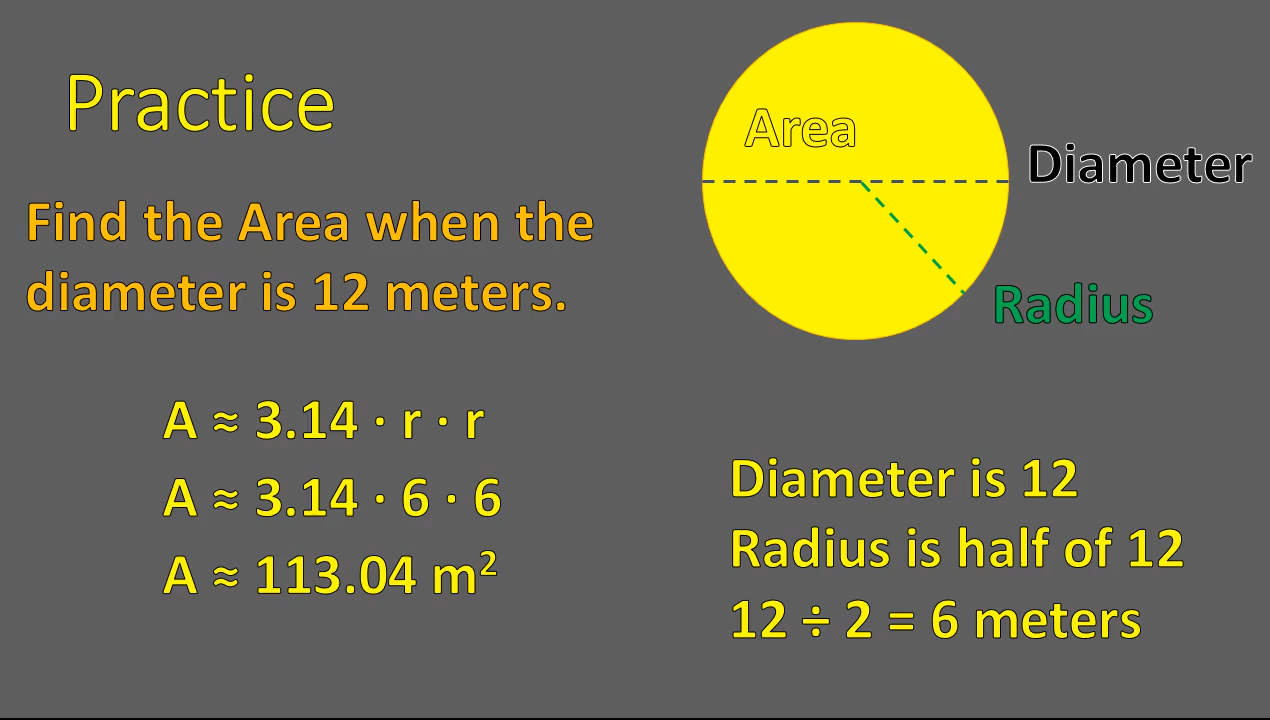 Practice
Find the Area when the
diameter is 12 meters.
A ≈ 3.14 · r · r
A ≈ 3.14 · 6 · 6
A ≈ 113.04 m²
Area
Diameter
Radius
Diameter is 12
Radius is half of 12
12 ÷ 2 = 6 meters